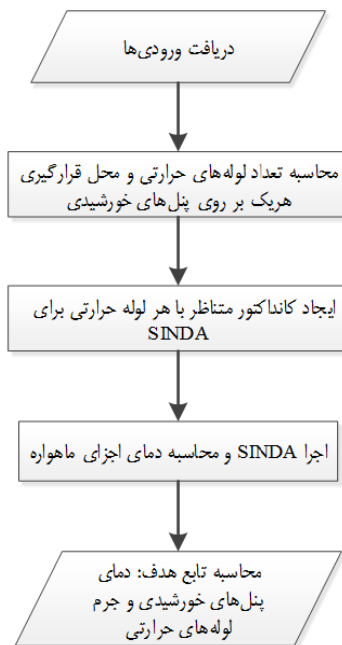 دریافت ورودی‌ها
محاسبه تعداد لوله‌های حرارتی و محل قرارگیری
هریک بر روی پنل‌های خورشیدی
ایجاد کانداکتور متناظر با هر لوله حرارتی برای
SINDA
اجرا SINDA و محاسبه دمای اجزای ماهواره
محاسبه تابع هدف: دمای
پنل‌های خورشیدی و جرم
لوله‌های حرارتی